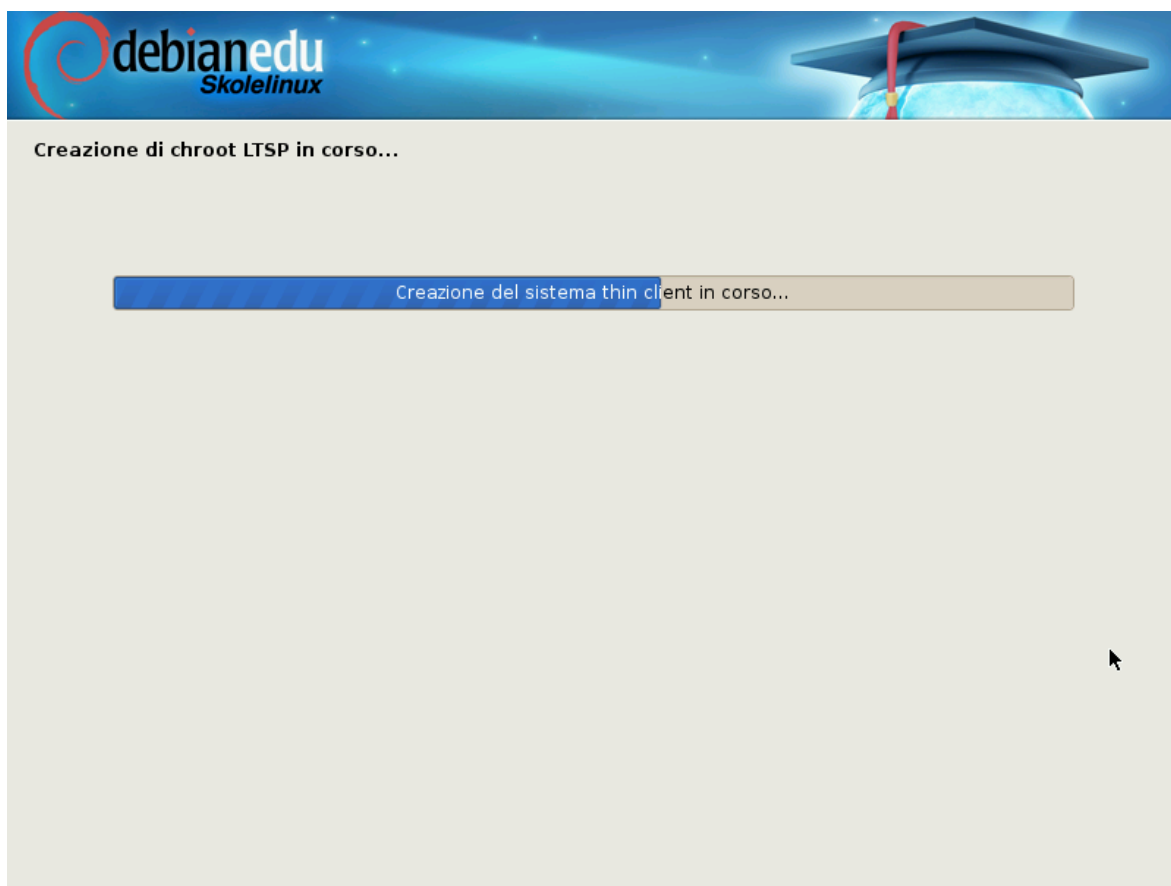 debianedu
Skolelinux
Creazione di chroot LTSP in corso...
Creazione del sistema thin client in corso...